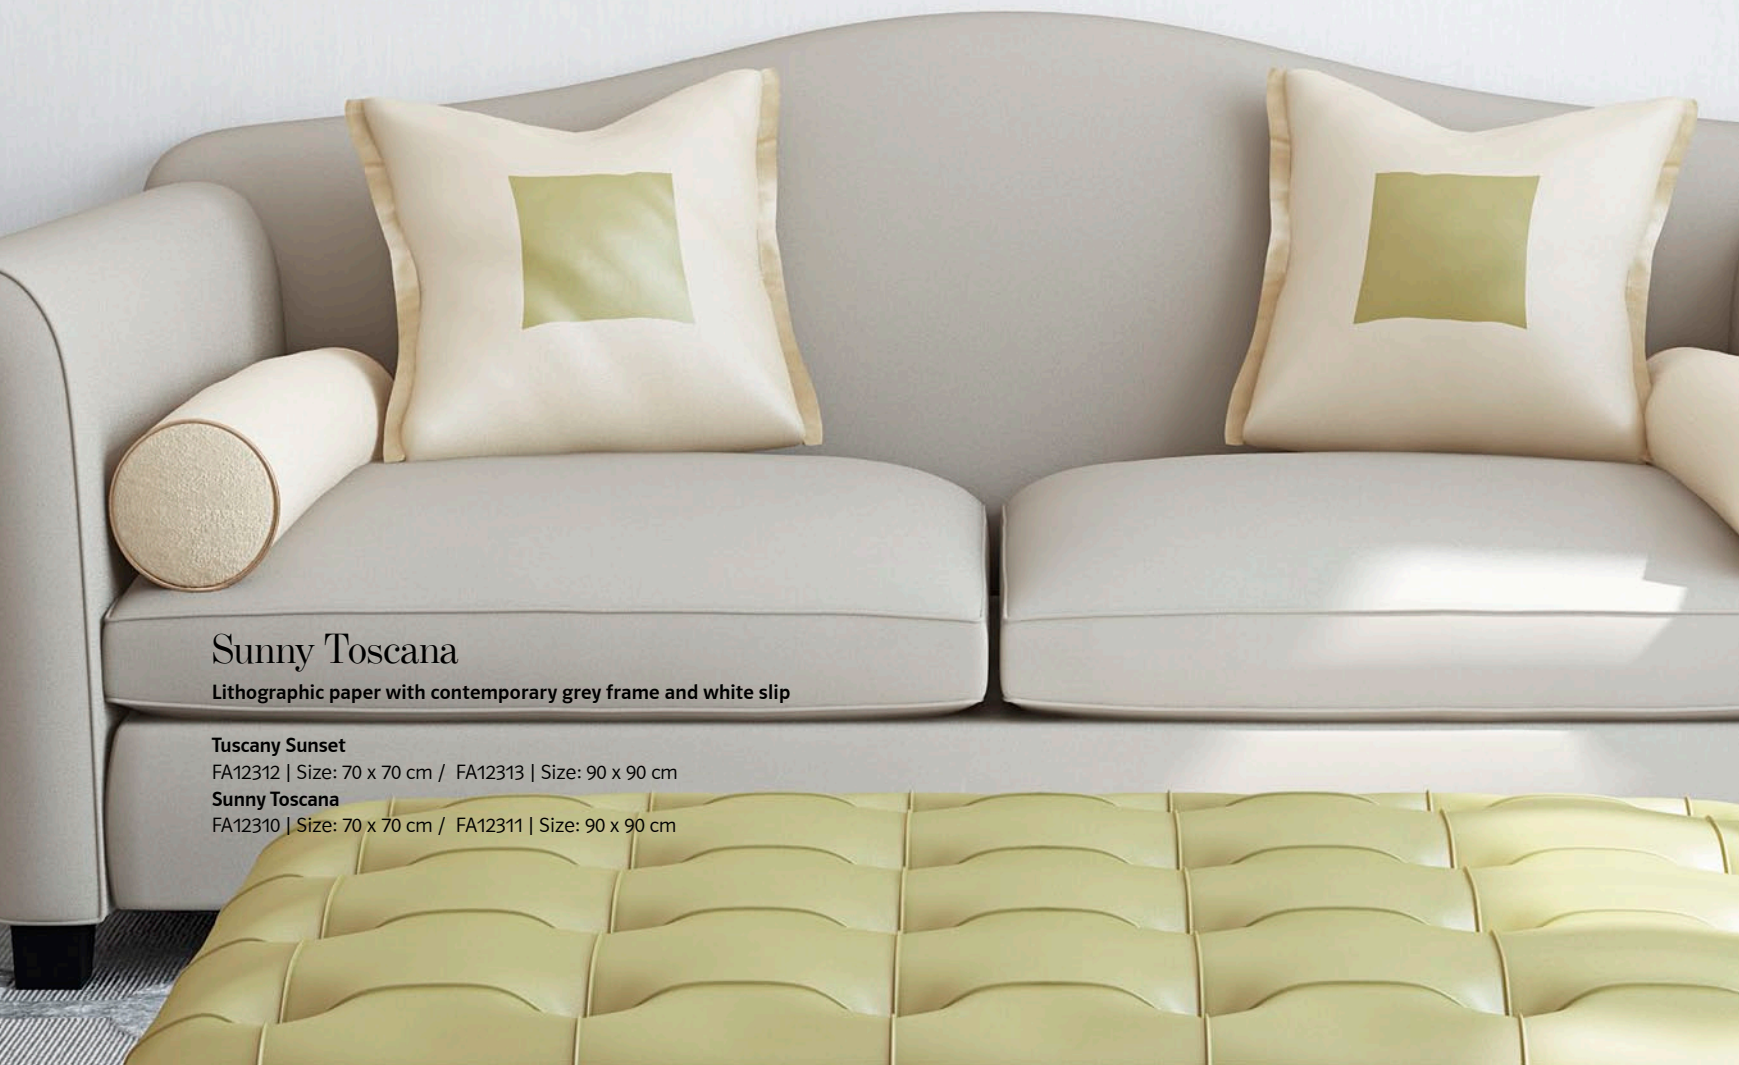 Sunny Toscana
Lithographic paper with contemporary grey frame and white slip
Tuscany Sunset
FA12312 | Size: 70 x 70 cm / FA12313 | Size: 90 x 90 cm
Sunny Toscana
FA12310 | Size: 70 x 70 cm / FA12311 | Size: 90 x 90 cm